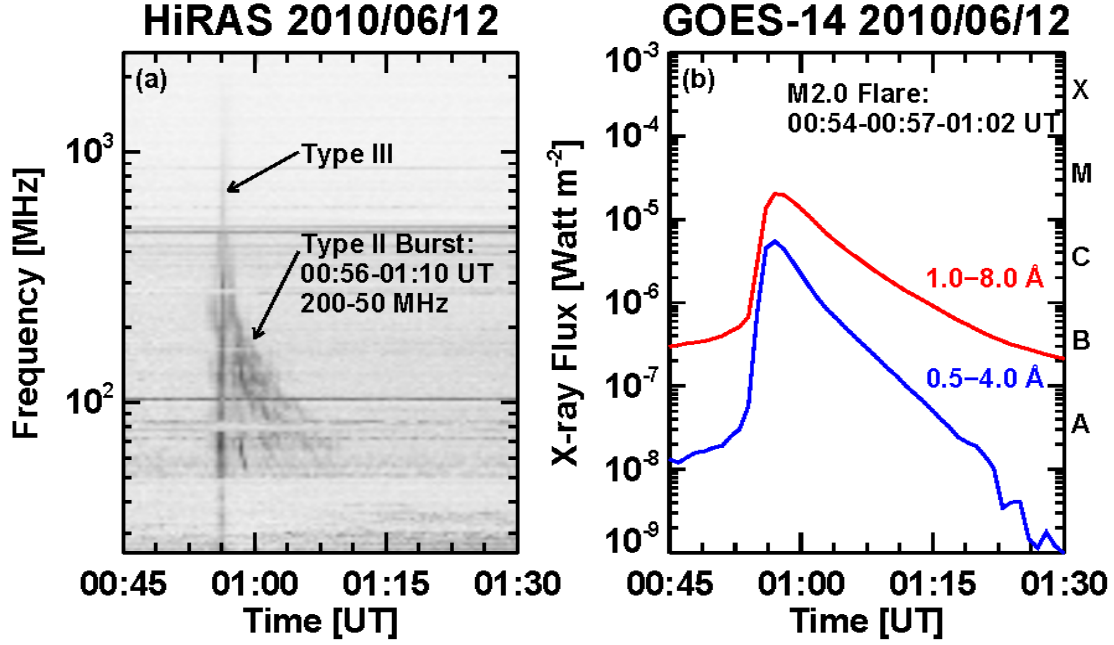 HiRAS 2010/06/12
(a)
Type III
Type II Burst:
00:56-01:10 UT
200-50 MHz
Frequency [MHz]
10³
10²
00:45 01:00 01:15 01:30
Time [UT]
GOES-14 2010/06/12
(b)
M2.0 Flare:
00:54-00:57-01:02 UT
1.0–8.0 Å
0.5–4.0 Å
X-ray Flux [Watt m⁻²]
10⁻³
10⁻⁴
10⁻⁵
10⁻⁶
10⁻⁷
10⁻⁸
10⁻⁹
X
M
C
B
A
00:45 01:00 01:15 01:30
Time [UT]